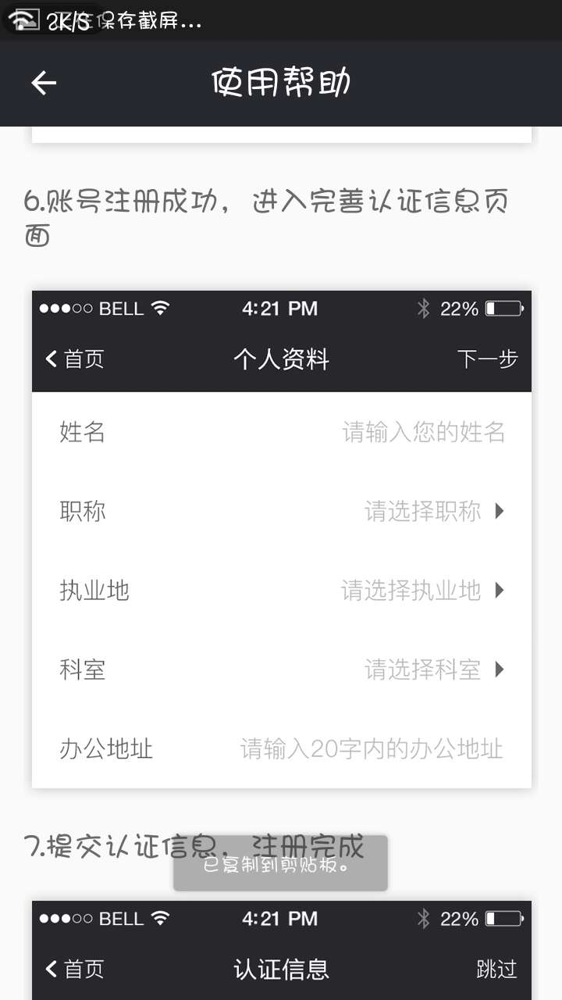 2K/S 保存截屏...
使用帮助
6.账号注册成功，进入完善认证信息页
面
BELL 4:21 PM 22%
首页 个人资料 下一步
姓名 请输入您的姓名
职称 请选择职称
执业地 请选择执业地
科室 请选择科室
办公地址 请输入20字内的办公地址
7.提交认证信息，注册完成
已复制到剪贴板。
BELL 4:21 PM 22%
首页 认证信息 跳过